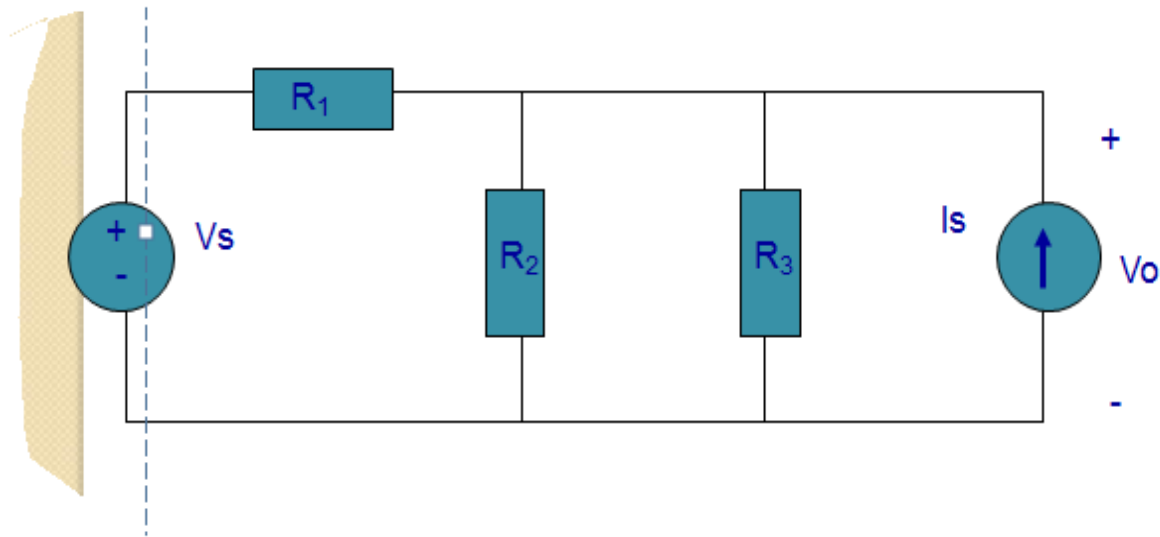 R₁
+
+
-
Vs
R₂
R₃
Is
Vo
-